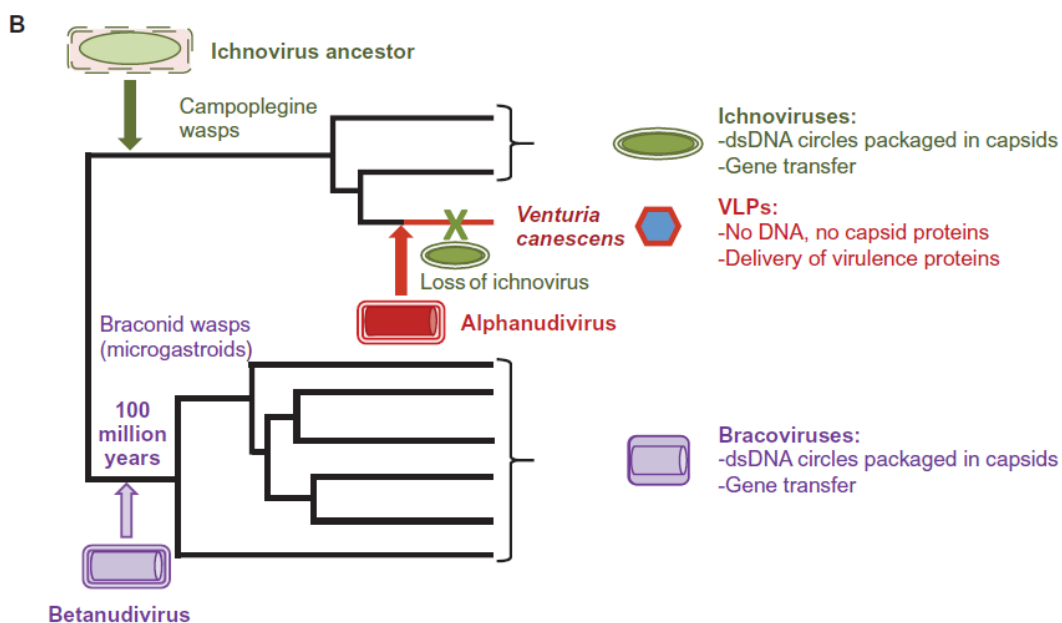 B
Ichnovirus ancestor
Campoplegine
wasps
Ichnoviruses:
-dsDNA circles packaged in capsids
-Gene transfer
Venturia
canescens
VLPs:
-No DNA, no capsid proteins
-Delivery of virulence proteins
Loss of ichnovirus
Alphanudivirus
Braconid wasps
(microgastroids)
100
million
years
Bracoviruses:
-dsDNA circles packaged in capsids
-Gene transfer
Betanudivirus